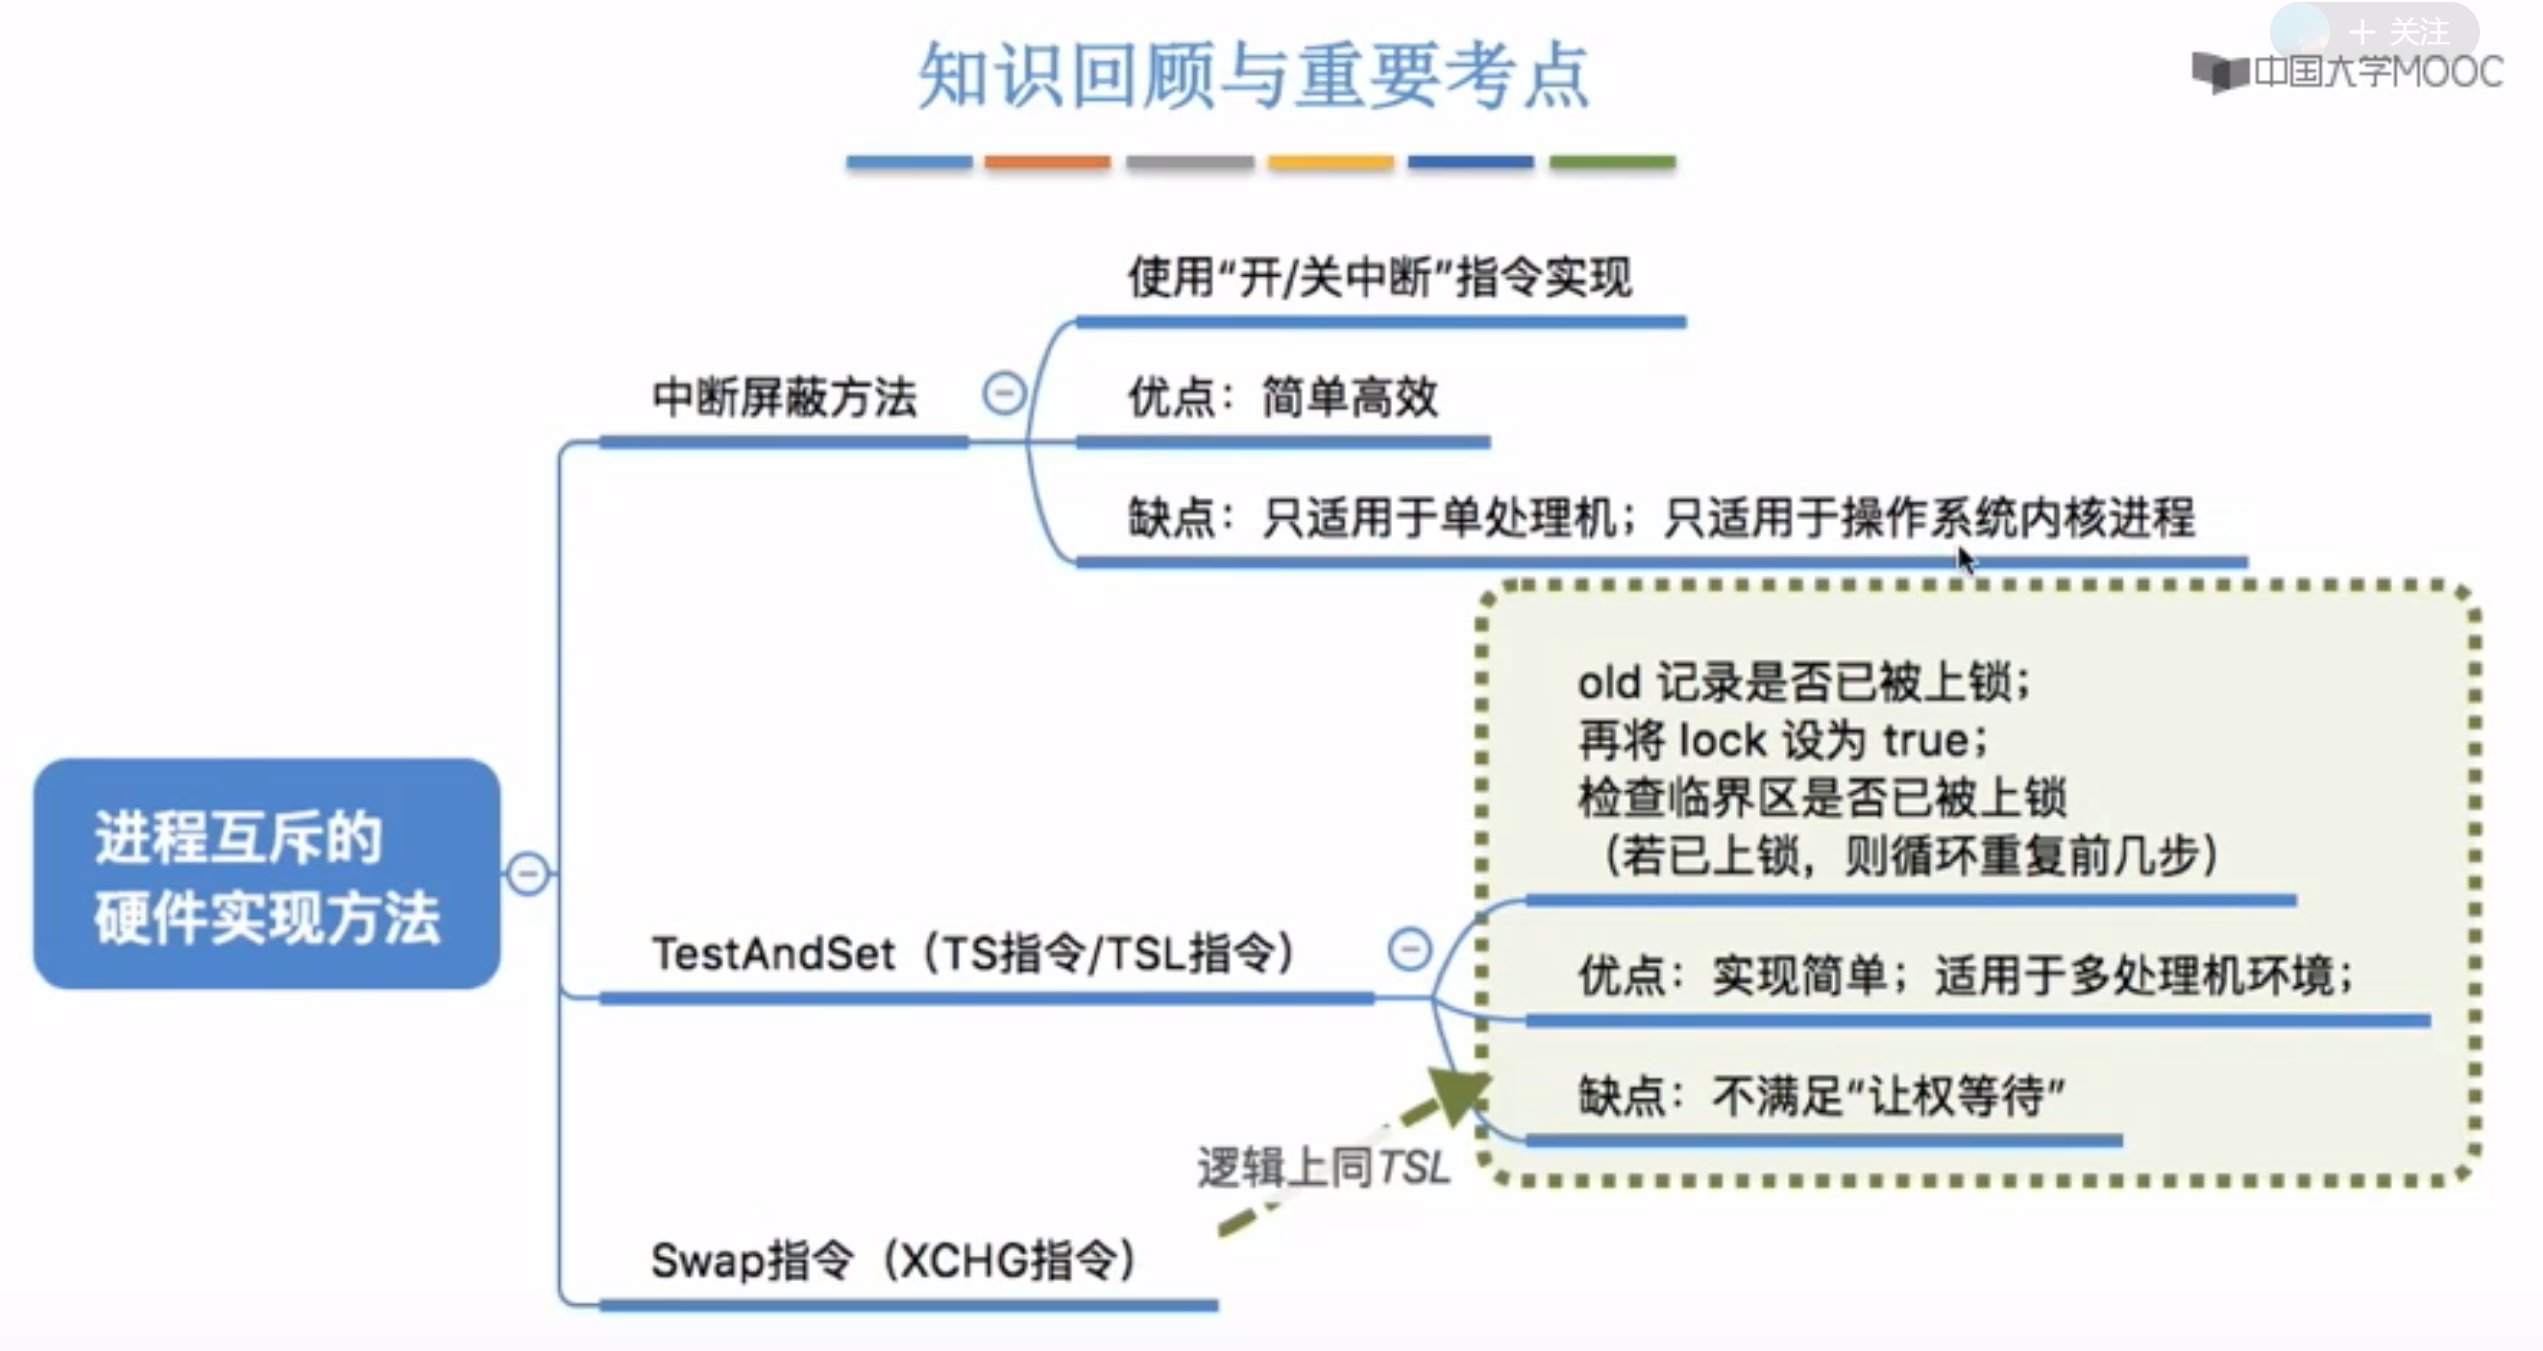 知识回顾与重要考点
＋ 关注
中国大学MOOC
进程互斥的
硬件实现方法
中断屏蔽方法
使用“开/关中断”指令实现
优点：简单高效
缺点：只适用于单处理机；只适用于操作系统内核进程
TestAndSet（TS指令/TSL指令）
old 记录是否已被上锁；
再将 lock 设为 true；
检查临界区是否已被上锁
（若已上锁，则循环重复前几步）
优点：实现简单；适用于多处理机环境；
缺点：不满足“让权等待”
逻辑上同TSL
Swap指令（XCHG指令）